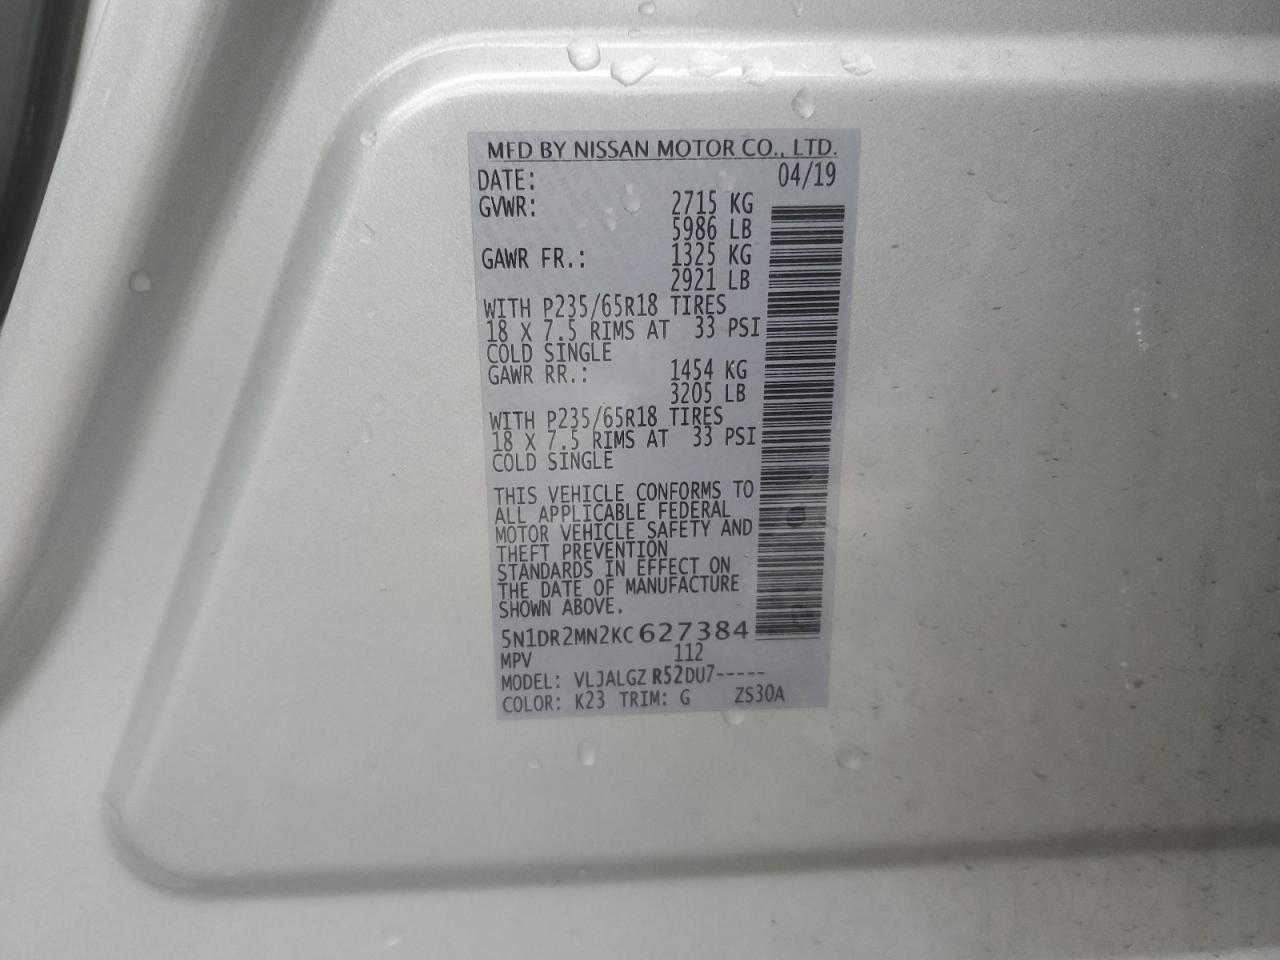 MFD BY NISSAN MOTOR CO., LTD.
DATE: 04/19
GVWR: 2715 KG
5986 LB
GAWR FR.: 1325 KG
2921 LB
WITH P235/65R18 TIRES
18 X 7.5 RIMS AT 33 PSI
COLD SINGLE
GAWR RR.: 1454 KG
3205 LB
WITH P235/65R18 TIRES
18 X 7.5 RIMS AT 33 PSI
COLD SINGLE
THIS VEHICLE CONFORMS TO
ALL APPLICABLE FEDERAL
MOTOR VEHICLE SAFETY AND
THEFT PREVENTION
STANDARDS IN EFFECT ON
THE DATE OF MANUFACTURE
SHOWN ABOVE.
5N1DR2MN2KC627384
MPV 112
MODEL: VLJALGZ R52DU7-----
COLOR: K23 TRIM: G ZS30A